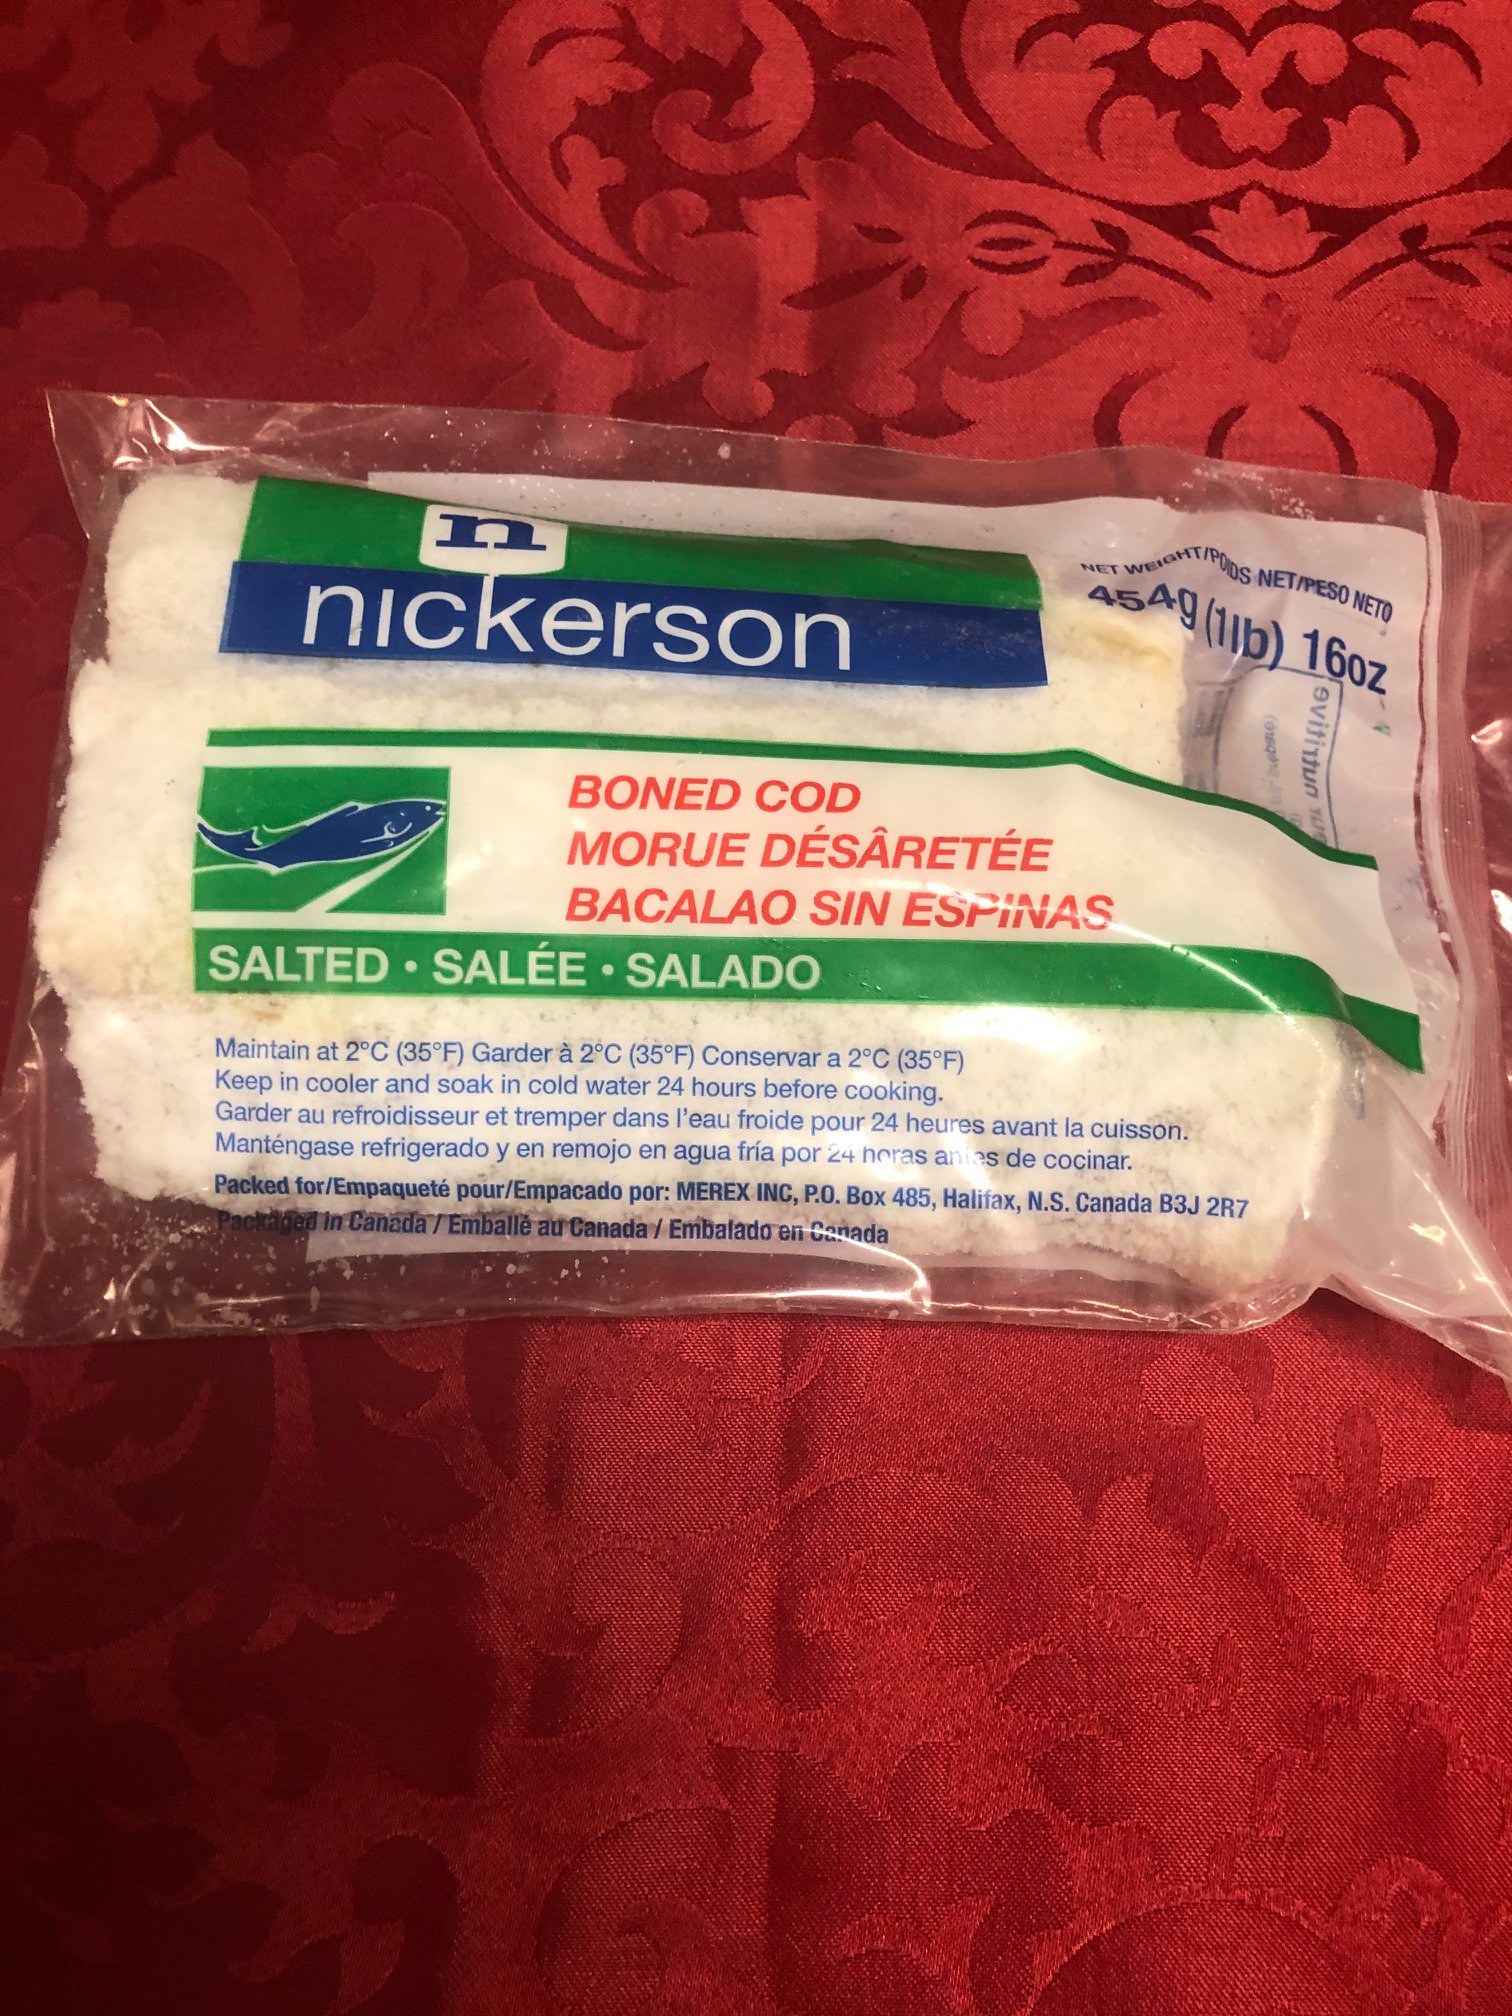 n
nickerson
NET WEIGHT/POIDS NET/PESO NETO
454g (1lb) 16oz
nutritive
BONED COD
MORUE DÉSÂRETÉE
BACALAO SIN ESPINAS
SALTED • SALÉE • SALADO
Maintain at 2°C (35°F) Garder à 2°C (35°F) Conservar a 2°C (35°F)
Keep in cooler and soak in cold water 24 hours before cooking.
Garder au refroidisseur et tremper dans l'eau froide pour 24 heures avant la cuisson.
Manténgase refrigerado y en remojo en agua fría por 24 horas antes de cocinar.
Packed for/Empaqueté pour/Empacado por: MEREX INC, P.O. Box 485, Halifax, N.S. Canada B3J 2R7
Packaged in Canada / Emballé au Canada / Embalado en Canada